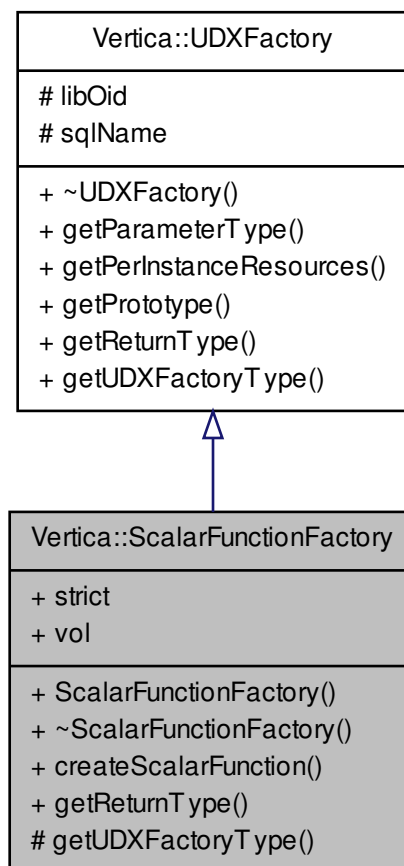 Vertica::UDXFactory
# libOid
# sqlName
+ ~UDXFactory()
+ getParameterType()
+ getPerInstanceResources()
+ getPrototype()
+ getReturnType()
+ getUDXFactoryType()
Vertica::ScalarFunctionFactory
+ strict
+ vol
+ ScalarFunctionFactory()
+ ~ScalarFunctionFactory()
+ createScalarFunction()
+ getReturnType()
# getUDXFactoryType()